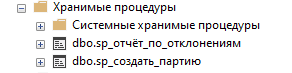 Хранимые процедуры
Системные хранимые процедуры
dbo.sp_отчёт_по_отклонениям
dbo.sp_создать_партию